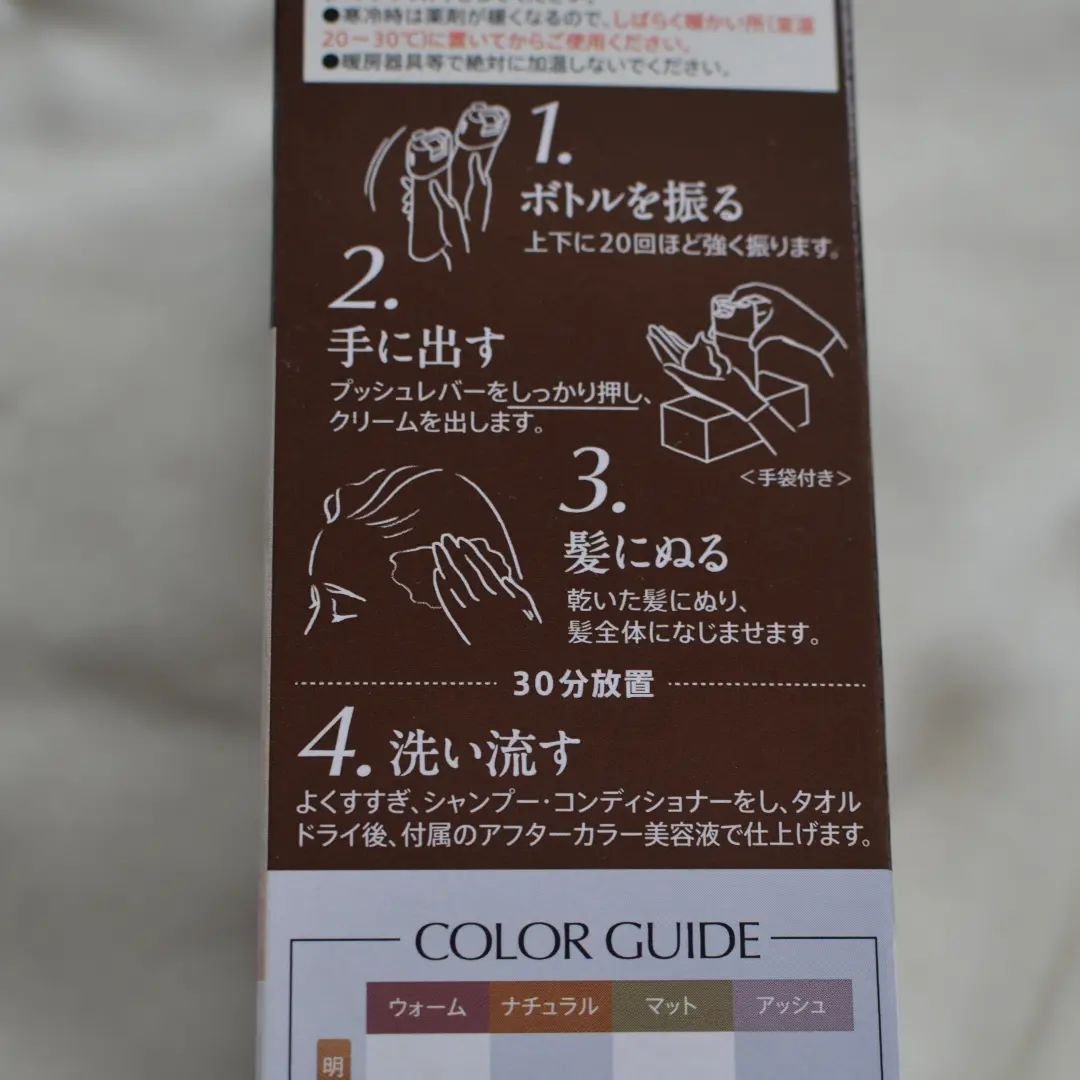 ●寒冷時は薬剤が緩くなるので、しばらく暖かい所(室温
20～30℃)に置いてからご使用ください。
●暖房器具等で絶対に加温しないでください。
1.
ボトルを振る
上下に20回ほど強く振ります。
2.
手に出す
プッシュレバーをしっかり押し、
クリームを出します。
＜手袋付き＞
3.
髪にぬる
乾いた髪にぬり、
髪全体になじませます。
30分放置
4.洗い流す
よくすすぎ、シャンプー・コンディショナーをし、タオル
ドライ後、付属のアフターカラー美容液で仕上げます。
COLOR GUIDE
ウォーム ナチュラル マット アッシュ
明